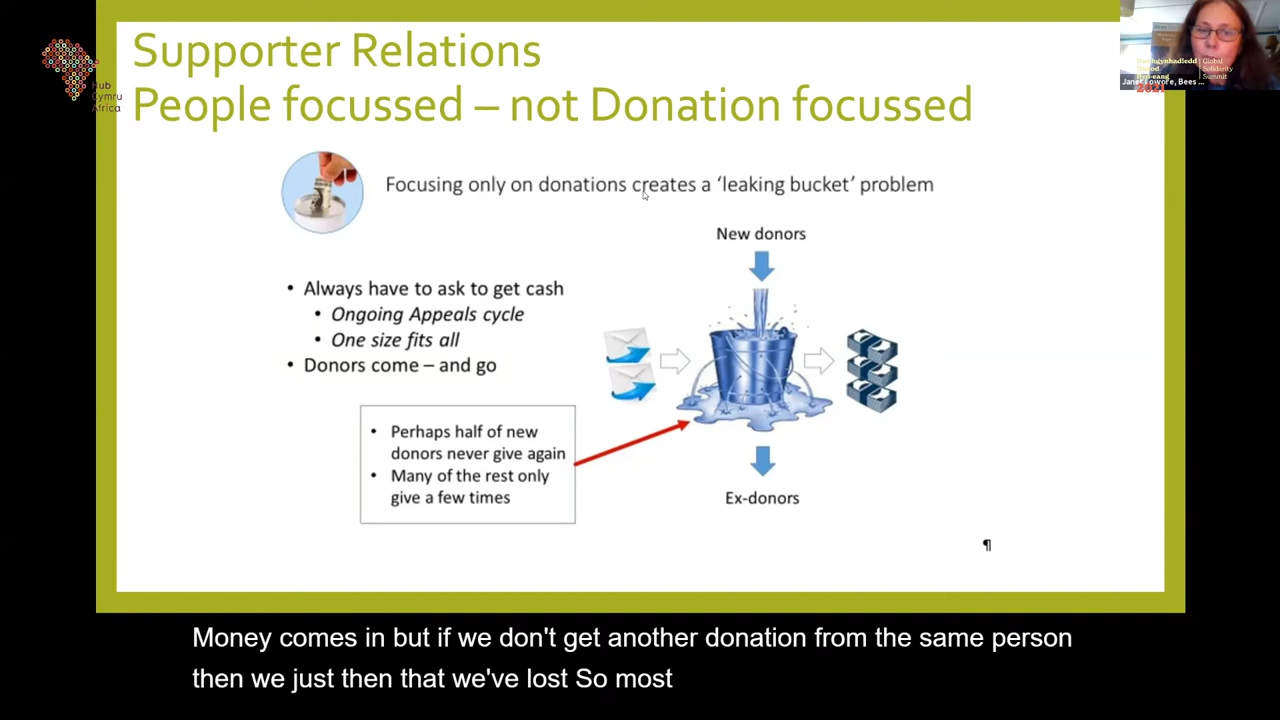 Supporter Relations
People focussed – not Donation focussed
Hub
Cymru
Africa
Global
Solidarity
Summit
2021
Focusing only on donations creates a ‘leaking bucket’ problem
New donors
• Always have to ask to get cash
• Ongoing Appeals cycle
• One size fits all
• Donors come – and go
• Perhaps half of new
donors never give again
• Many of the rest only
give a few times
Ex-donors
¶
Money comes in but if we don't get another donation from the same person
then we just then that we've lost So most